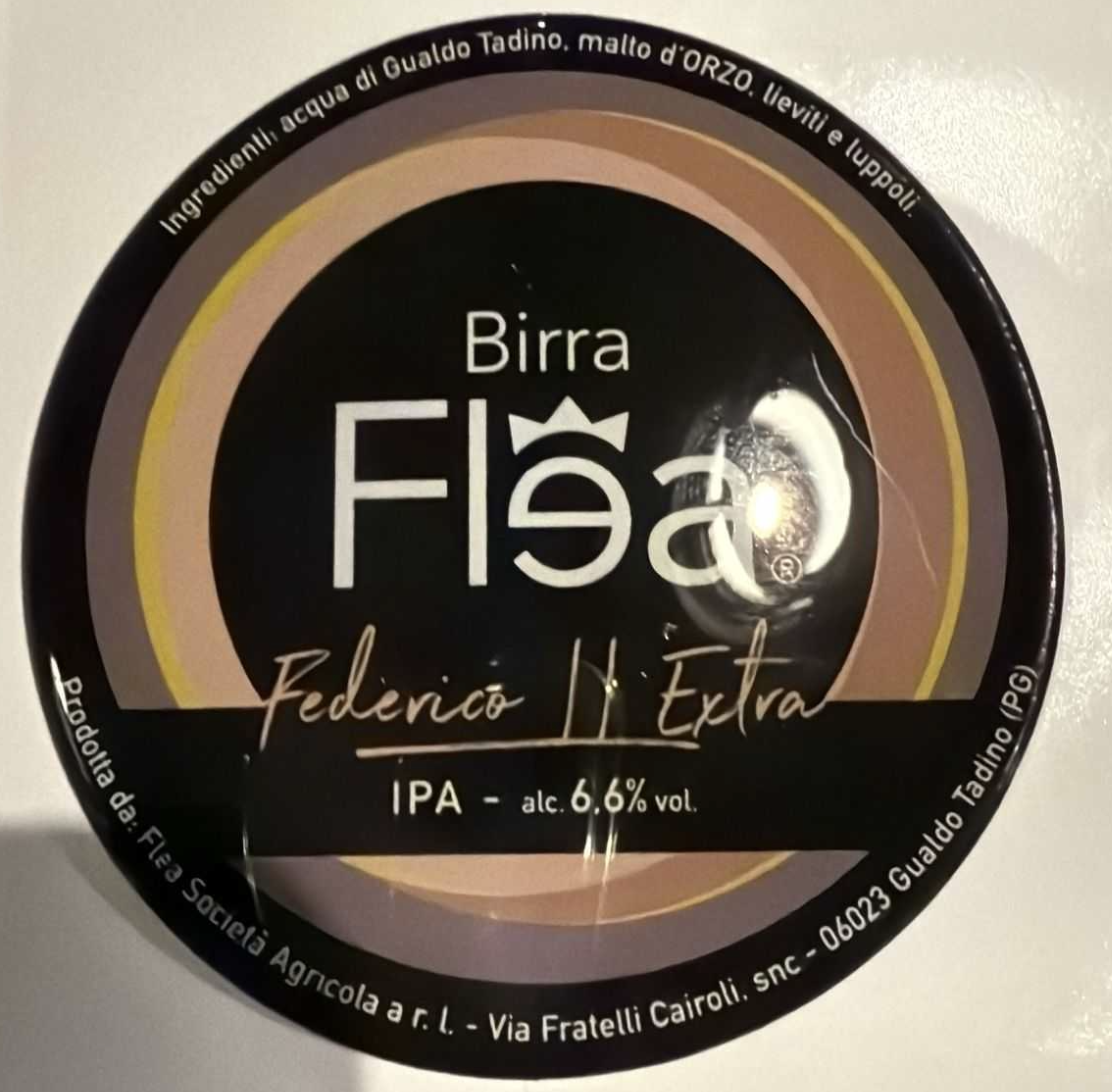 Ingredienti: acqua di Gualdo Tadino, malto d'ORZO, lieviti e luppoli.
Birra
Flea®
Federico II Extra
IPA - alc. 6,6% vol.
Prodotta da: Flea Società Agricola a r. l. - Via Fratelli Cairoli, snc - 06023 Gualdo Tadino (PG)